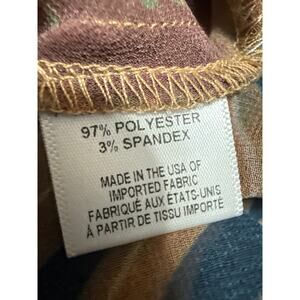 97% POLYESTER
3% SPANDEX
MADE IN THE USA OF
IMPORTED FABRIC
FABRIQUÉ AUX ÉTATS-UNIS
À PARTIR DE TISSU IMPORTÉ